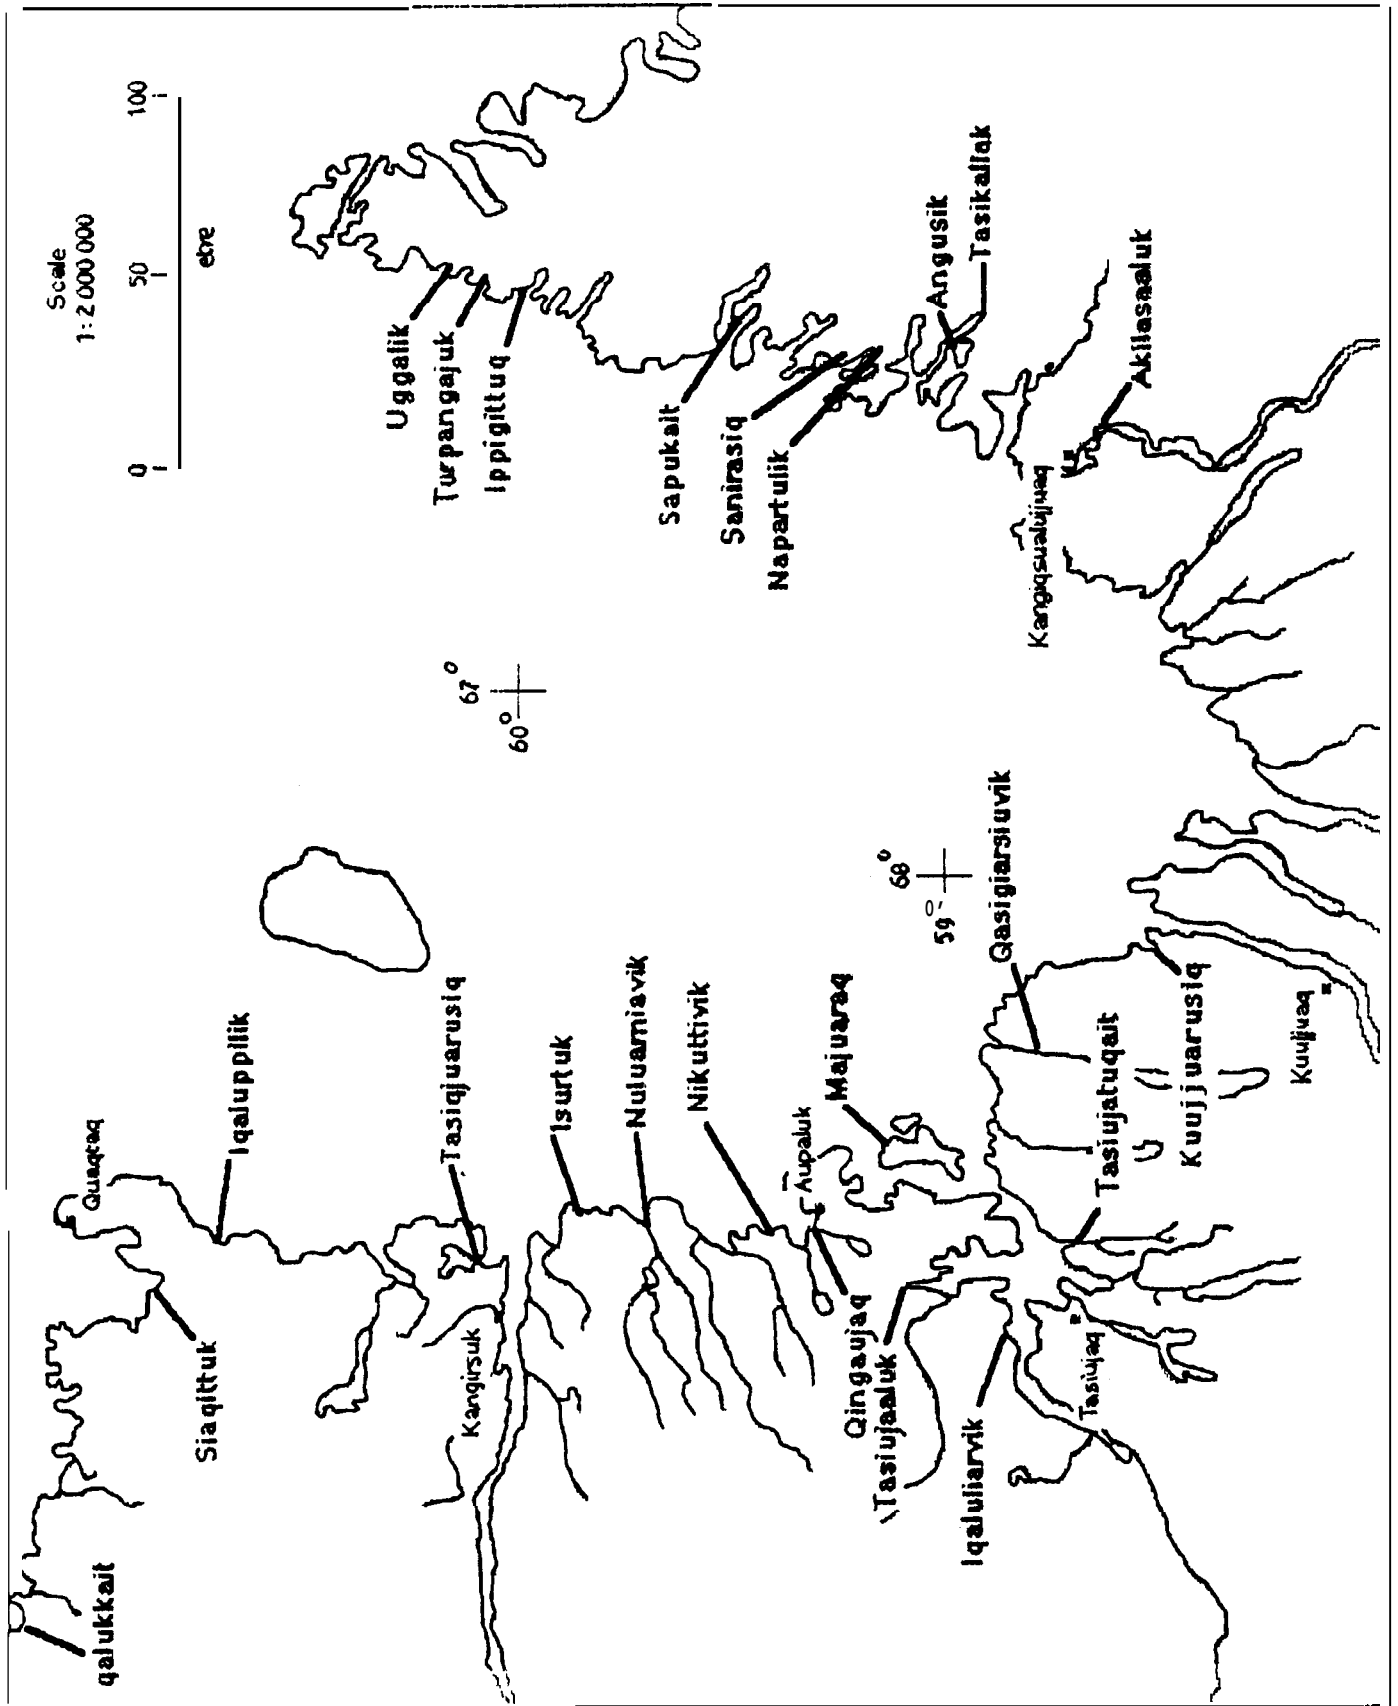 Scale
1:2 000 000
0
50
100
Uggalik
Turpangajuk
Ippigittuq
Sapukait
Sanirasiq
Napartulik
Angusik
Tasikallak
Akilasaaluk
Kangiqsualujjuaq
67°
60°
68°
59°
Quaqtaq
Iqaluppilik
Siaqittuk
qalukkait
Tasiqjuarusiq
Kangirsuk
Isurtuk
Nuluarniavik
Nikuttivik
Aupaluk
Majuaraq
Qingaujaq
Tasiujaaluk
Iqaluliarvik
Tasiujaq
Qasigiarsiuvik
Tasiujatuqait
Kuujjuarusiq
Kuujjuaq